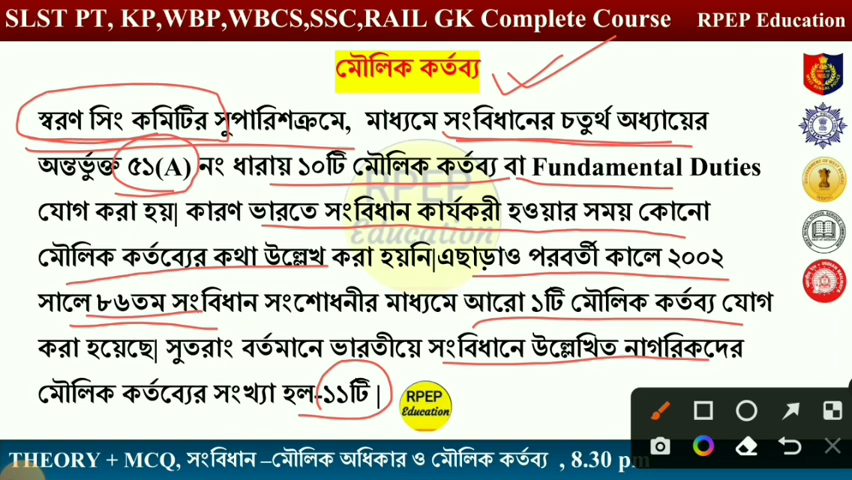 SLST PT, KP,WBP,WBCS,SSC,RAIL GK Complete Course RPEP Education
মৌলিক কর্তব্য
স্বরণ সিং কমিটির সুপারিশক্রমে, মাধ্যমে সংবিধানের চতুর্থ অধ্যায়ের
অন্তর্ভুক্ত ৫১(A) নং ধারায় ১০টি মৌলিক কর্তব্য বা Fundamental Duties
যোগ করা হয়| কারণ ভারতে সংবিধান কার্যকরী হওয়ার সময় কোনো
মৌলিক কর্তব্যের কথা উল্লেখ করা হয়নি|এছাড়াও পরবর্তী কালে ২০০২
সালে ৮৬তম সংবিধান সংশোধনীর মাধ্যমে আরো ১টি মৌলিক কর্তব্য যোগ
করা হয়েছে| সুতরাং বর্তমানে ভারতীয়ে সংবিধানে উল্লেখিত নাগরিকদের
মৌলিক কর্তব্যের সংখ্যা হল-১১টি |
RPEP
Education
RPEP
Education
THEORY + MCQ, সংবিধান –মৌলিক অধিকার ও মৌলিক কর্তব্য , 8.30 pm